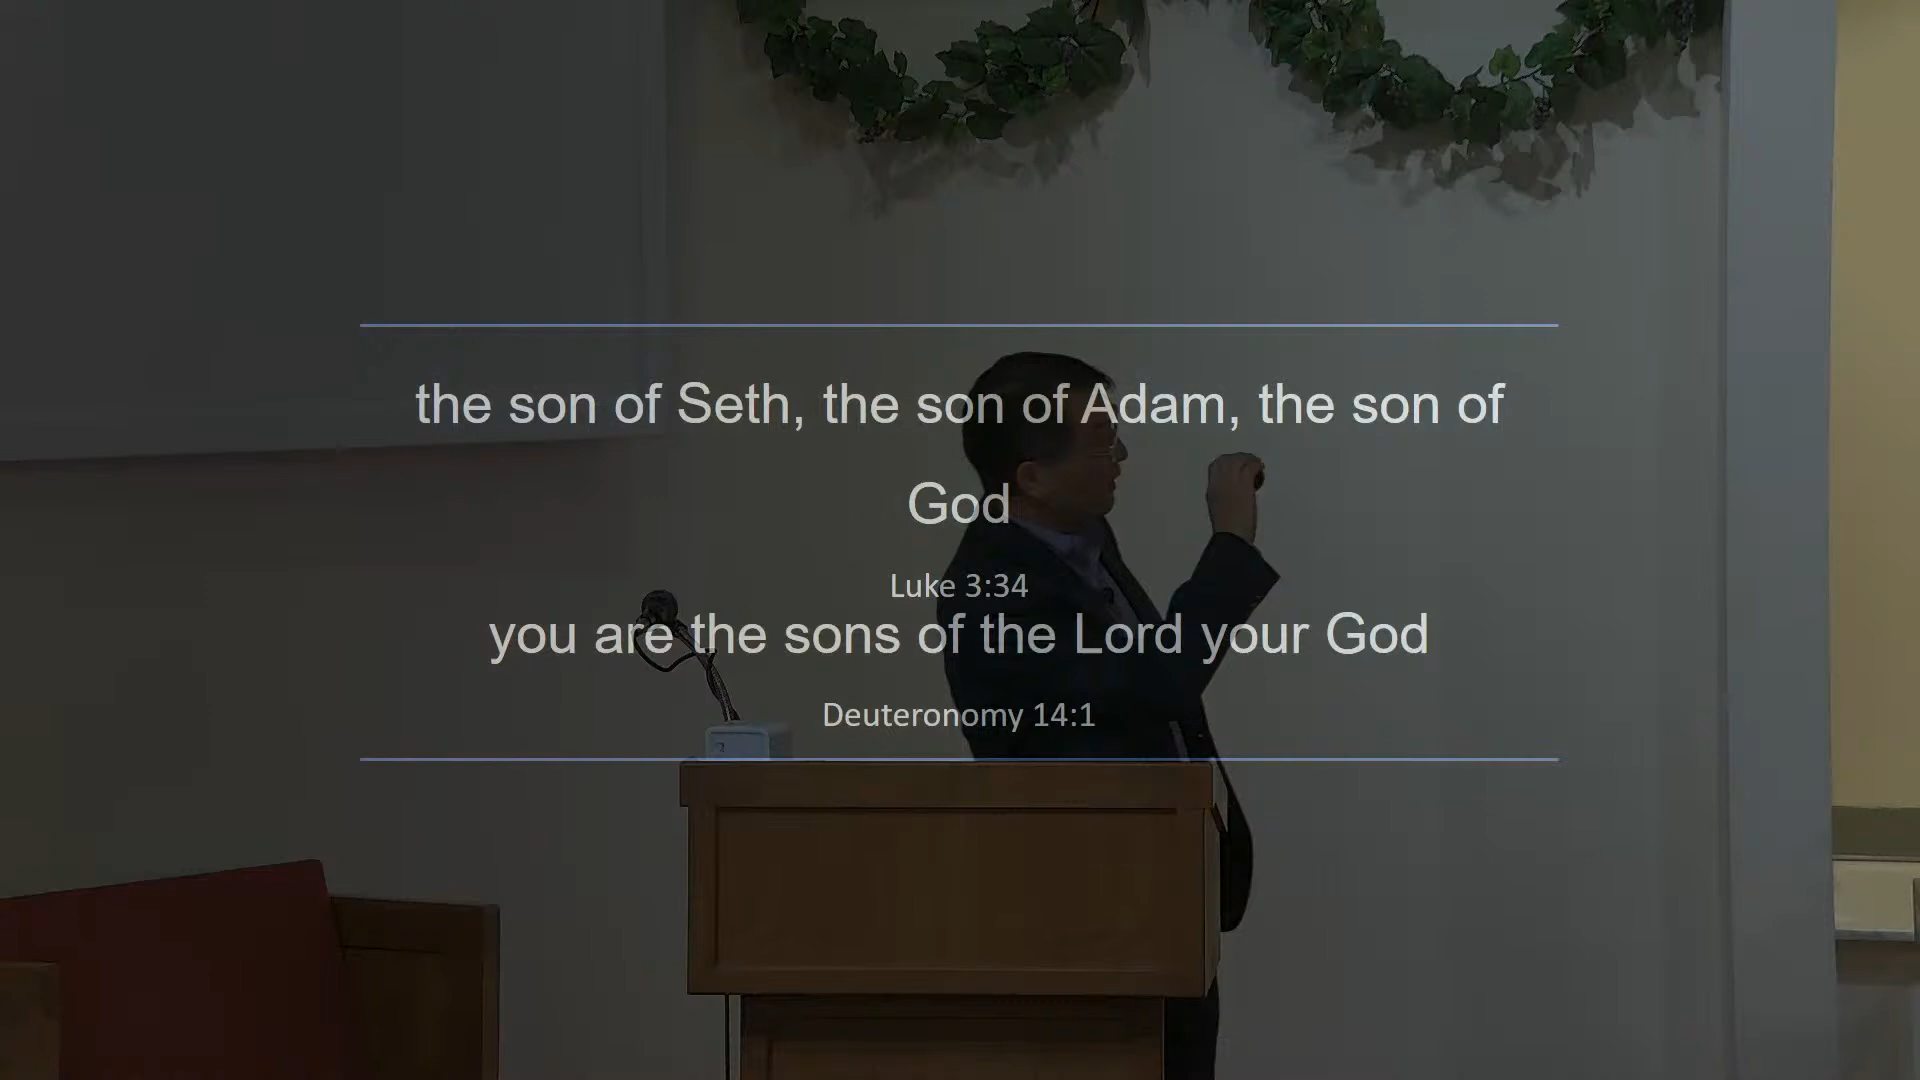 the son of Seth, the son of Adam, the son of
God
Luke 3:34
you are the sons of the Lord your God
Deuteronomy 14:1